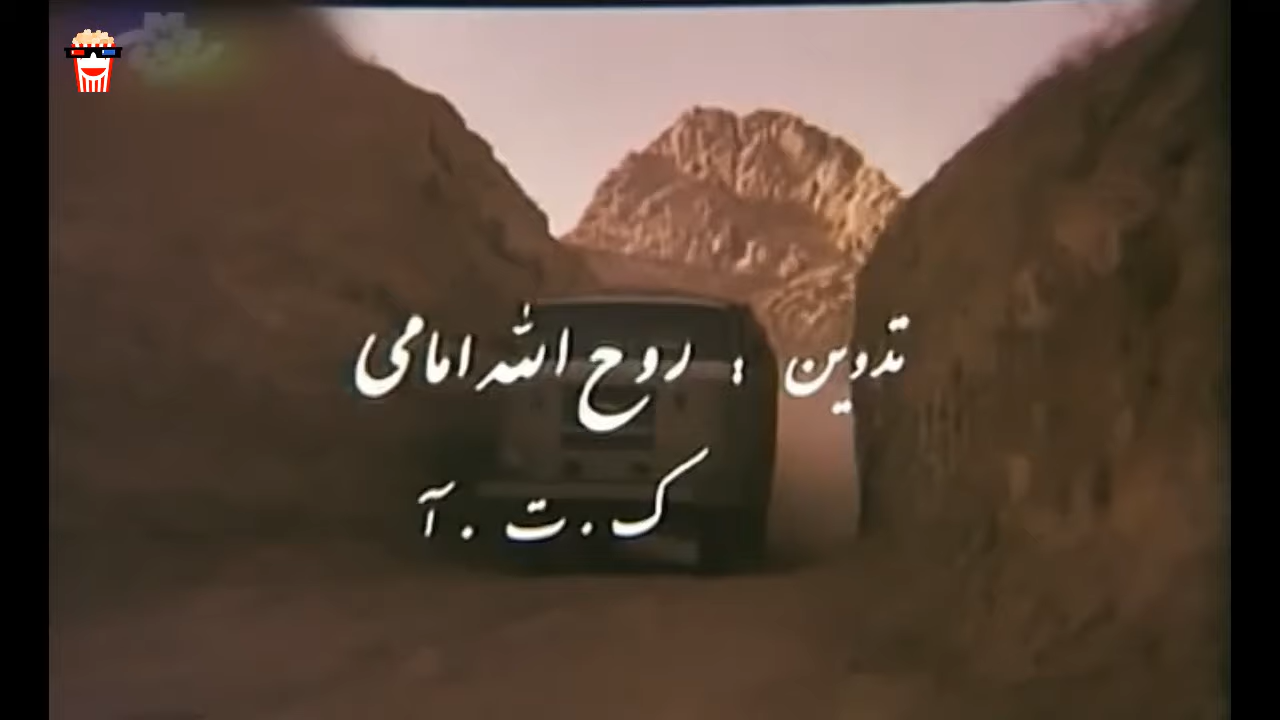 تدوین : روح الله امامی
ک . ت . آ